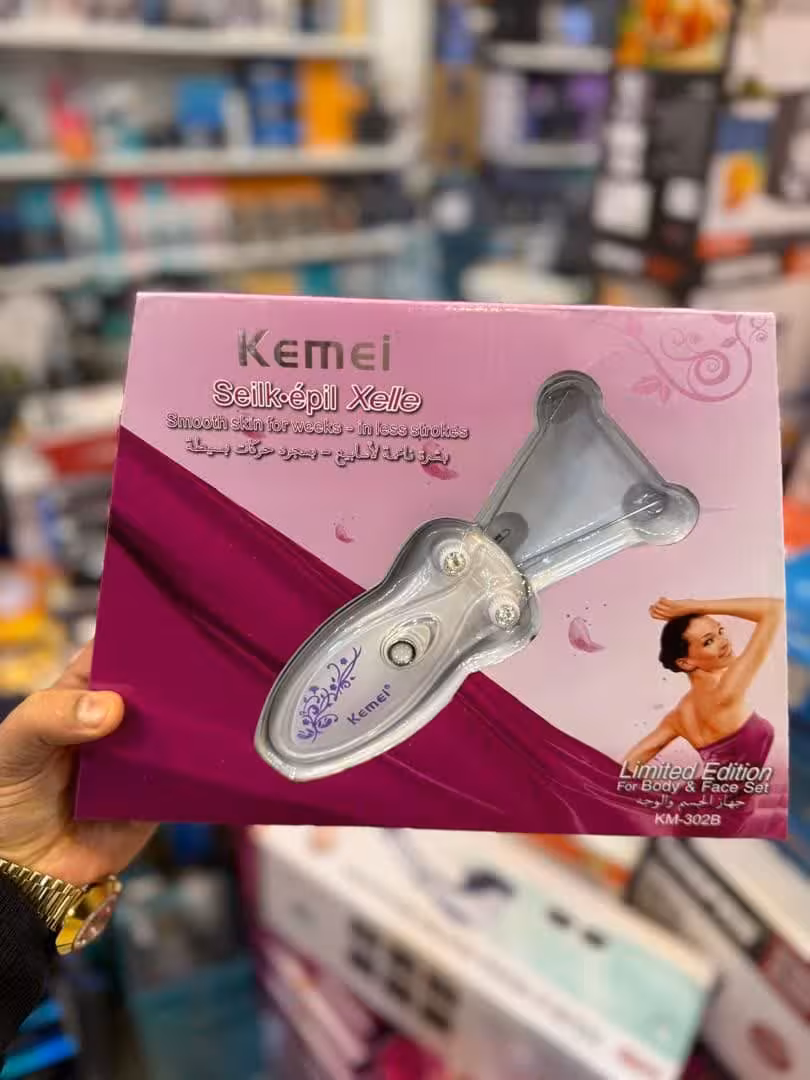 Kemei
Seilk·épil Xelle
Smooth skin for weeks - in less strokes
بشرة ناعمة لأسابيع - بمجرد حركات بسيطة
Kemei®
Limited Edition
For Body & Face Set
جهاز الجسم والوجه
KM-302B